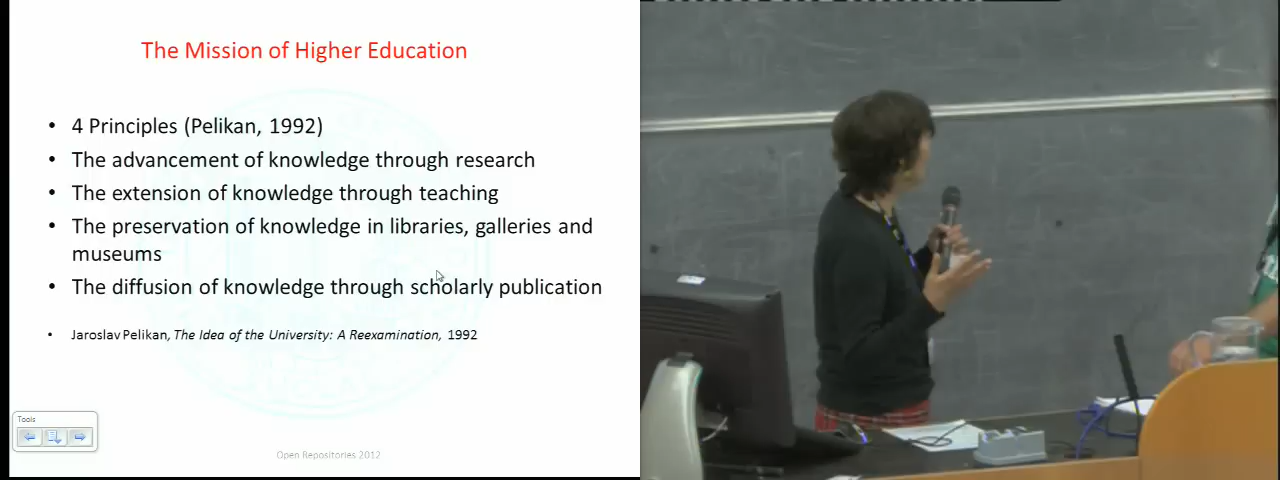 The Mission of Higher Education
• 4 Principles (Pelikan, 1992)
• The advancement of knowledge through research
• The extension of knowledge through teaching
• The preservation of knowledge in libraries, galleries and
museums
• The diffusion of knowledge through scholarly publication
• Jaroslav Pelikan, The Idea of the University: A Reexamination, 1992
Tools
Open Repositories 2012